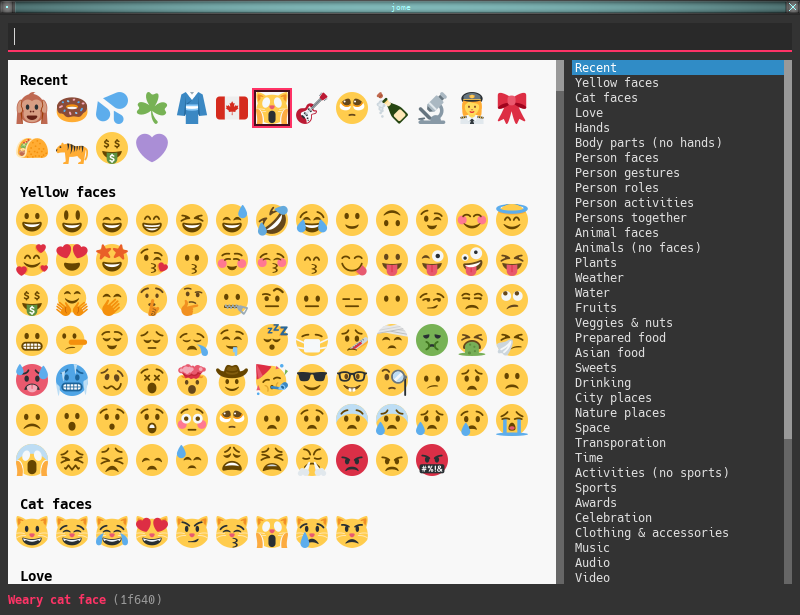 jome
Recent
Yellow faces
#%!&
Cat faces
Love
Recent
Yellow faces
Cat faces
Love
Hands
Body parts (no hands)
Person faces
Person gestures
Person roles
Person activities
Persons together
Animal faces
Animals (no faces)
Plants
Weather
Water
Fruits
Veggies & nuts
Prepared food
Asian food
Sweets
Drinking
City places
Nature places
Space
Transporation
Time
Activities (no sports)
Sports
Awards
Celebration
Clothing & accessories
Music
Audio
Video
Weary cat face (1f640)